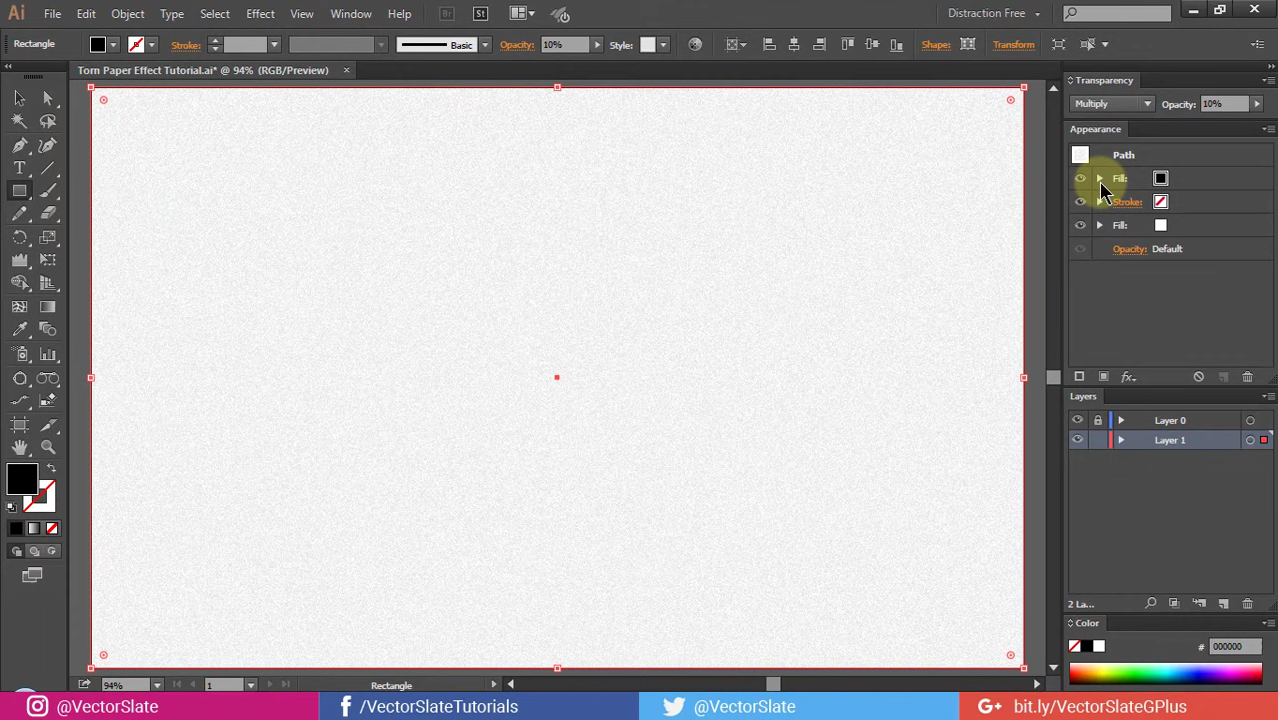 Ai File Edit Object Type Select Effect View Window Help Br St Distraction Free
Rectangle Stroke: Basic Opacity: 10% Style: Shape: Transform
Torn Paper Effect Tutorial.ai* @ 94% (RGB/Preview)
Transparency
Multiply Opacity: 10%
Appearance
Path
Fill:
Stroke:
Fill:
Opacity: Default
fx
Layers
Layer 0
Layer 1
2 La...
Color
# 000000
94% 1 Rectangle
@VectorSlate /VectorSlateTutorials @VectorSlate bit.ly/VectorSlateGPlus